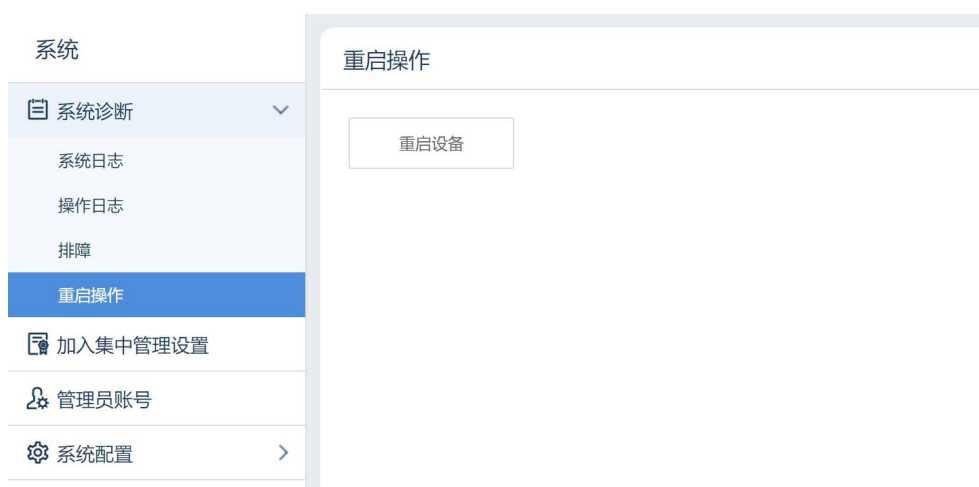 系统
系统诊断
系统日志
操作日志
排障
重启操作
加入集中管理设置
管理员账号
系统配置
重启操作
重启设备